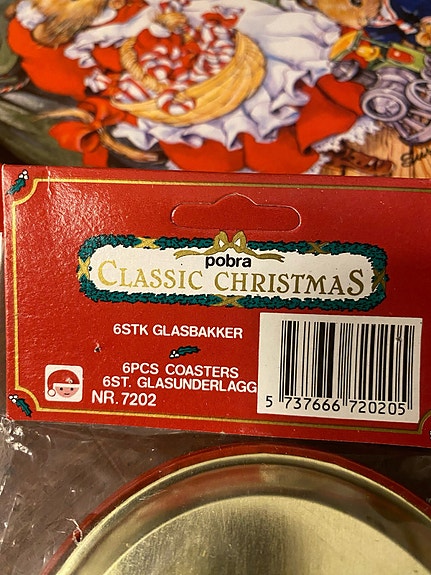 pobra
CLASSIC CHRISTMAS
6STK GLASBAKKER
6PCS COASTERS
6ST. GLASUNDERLAGG
NR. 7202
5 737666 720205